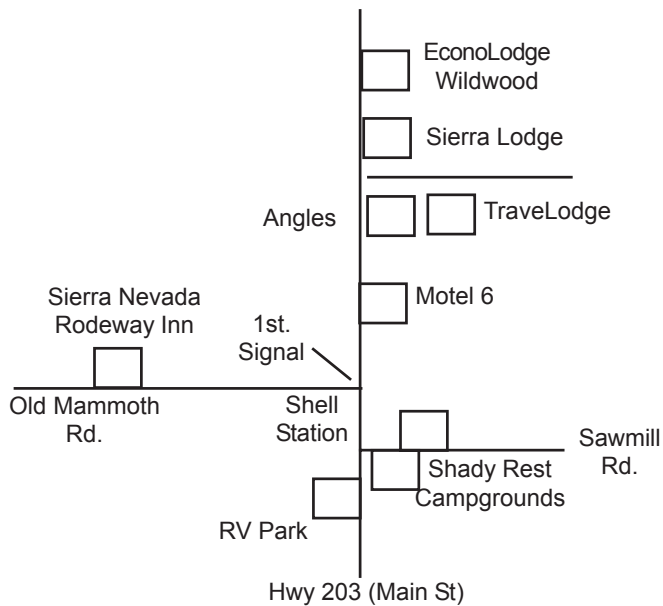 EconoLodge
Wildwood
Sierra Lodge
Angles
TraveLodge
Motel 6
Sierra Nevada
Rodeway Inn
1st.
Signal
Old Mammoth
Rd.
Shell
Station
Sawmill
Rd.
Shady Rest
Campgrounds
RV Park
Hwy 203 (Main St)